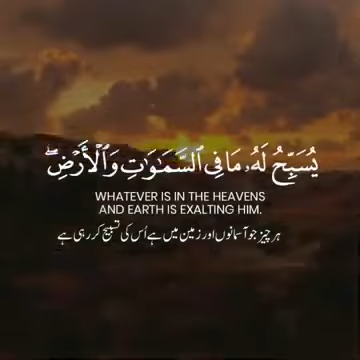 يُسَبِّحُ لَهُۥ مَا فِى ٱلسَّمَـٰوَٰتِ وَٱلْأَرْضِ ۖ
WHATEVER IS IN THE HEAVENS
AND EARTH IS EXALTING HIM.
ہر چیز جو آسمانوں اور زمین میں ہے اُس کی تسبیح کر رہی ہے